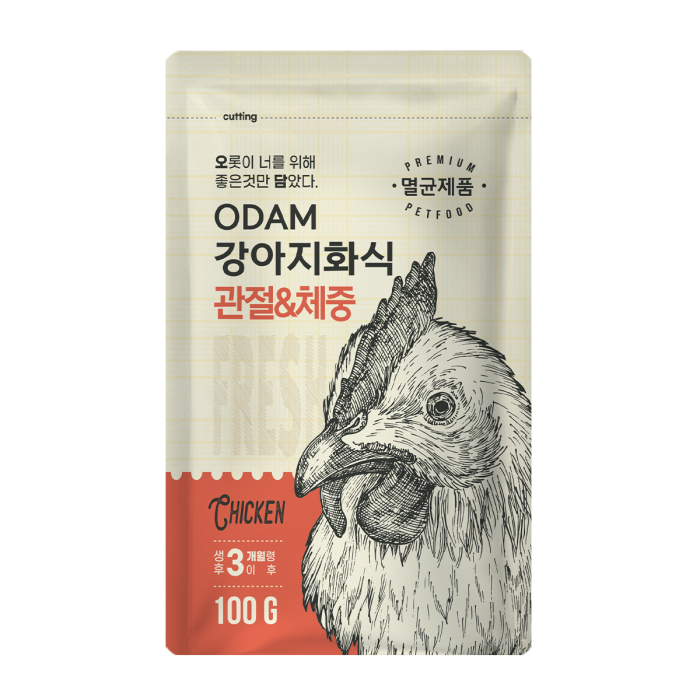 cutting
오롯이 너를 위해
좋은것만 담았다.
PREMIUM
·멸균제품·
PETFOOD
ODAM
강아지화식
관절&체중
FRESH
CHICKEN
생후 3개월령 이후
100 G